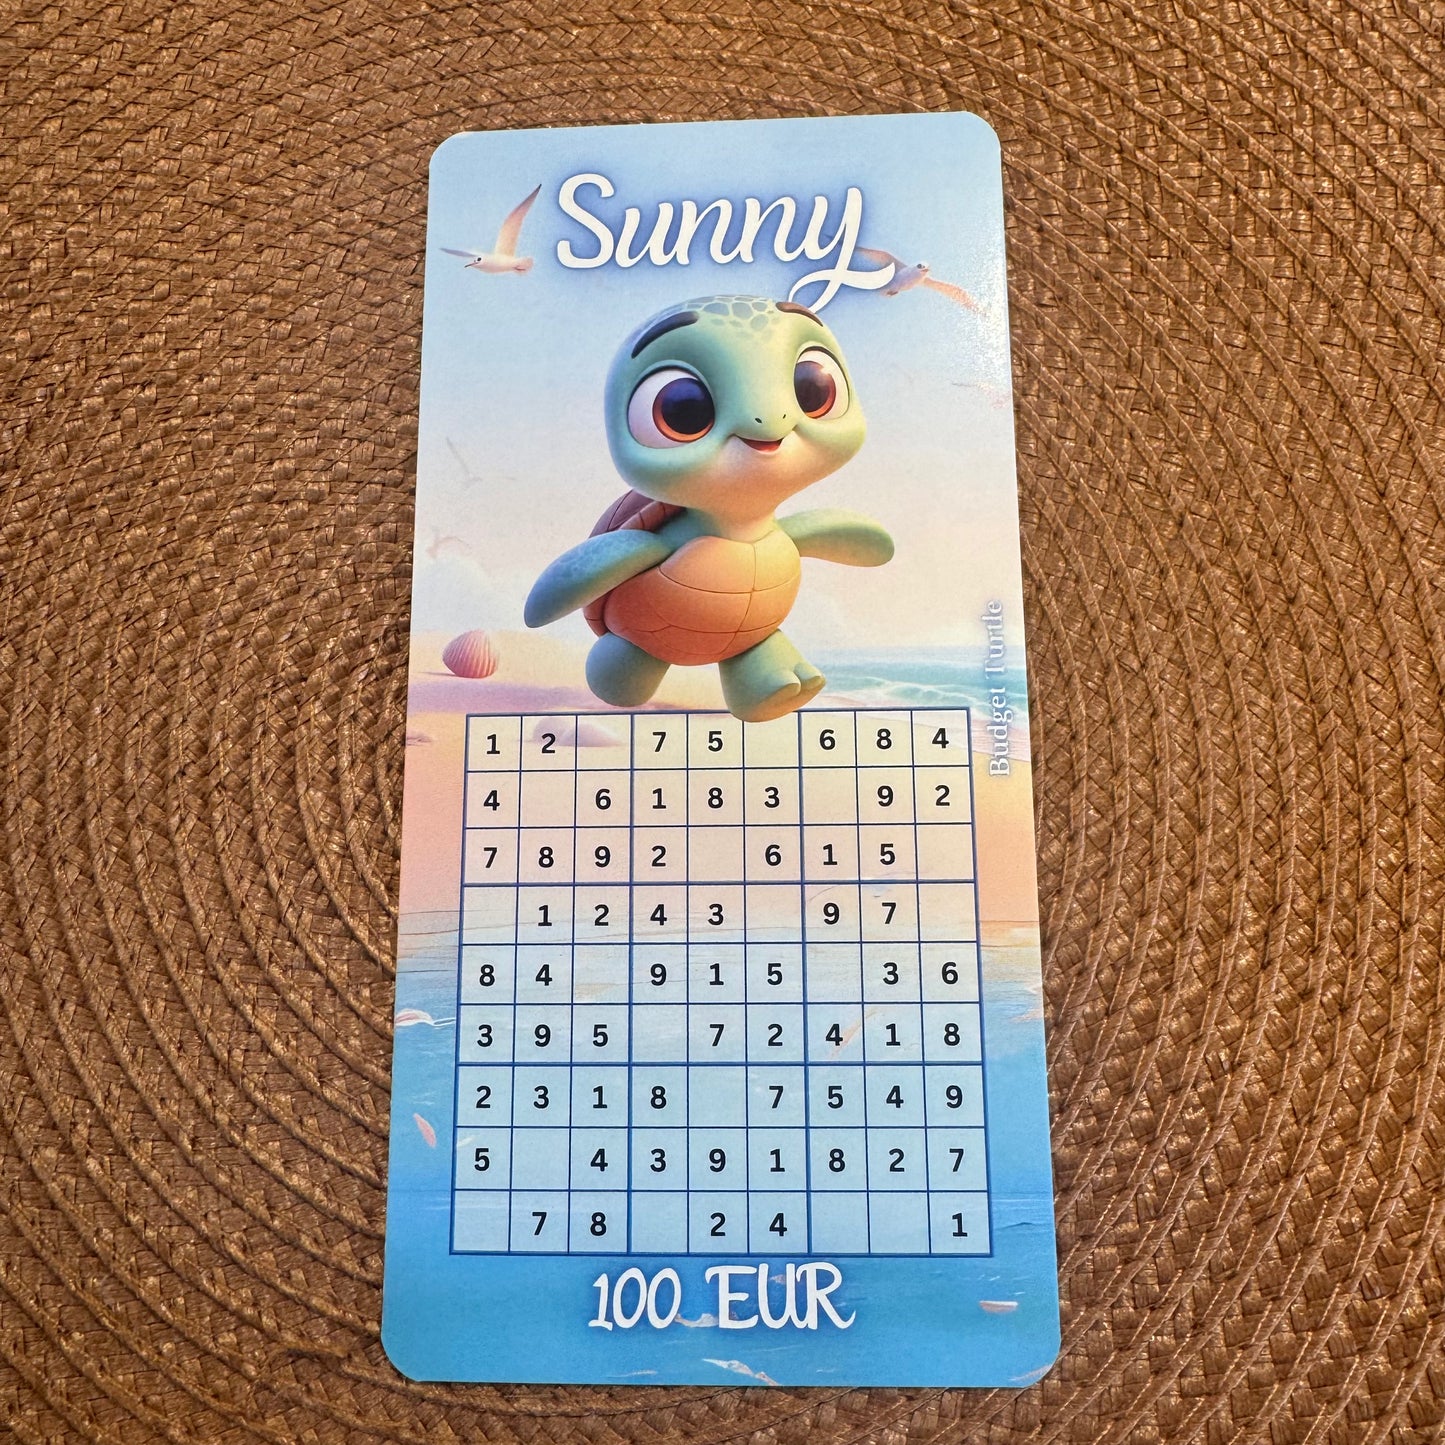 Sunny
Budget Turtle
1 2 7 5 6 8 4
4 6 1 8 3 9 2
7 8 9 2 6 1 5
1 2 4 3 9 7
8 4 9 1 5 3 6
3 9 5 7 2 4 1 8
2 3 1 8 7 5 4 9
5 4 3 9 1 8 2 7
7 8 2 4 1
100 EUR